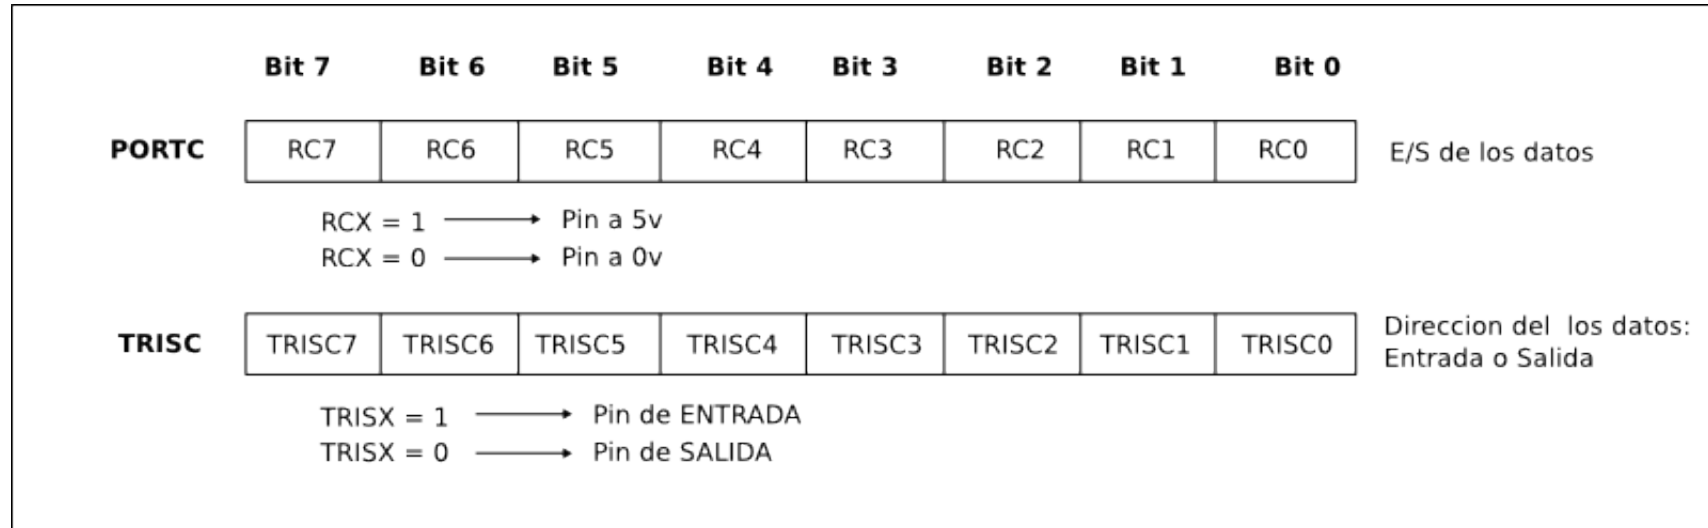 Bit 7 Bit 6 Bit 5 Bit 4 Bit 3 Bit 2 Bit 1 Bit 0
PORTC RC7 RC6 RC5 RC4 RC3 RC2 RC1 RC0 E/S de los datos
RCX = 1 Pin a 5v
RCX = 0 Pin a 0v
TRISC TRISC7 TRISC6 TRISC5 TRISC4 TRISC3 TRISC2 TRISC1 TRISC0 Direccion del los datos:
Entrada o Salida
TRISX = 1 Pin de ENTRADA
TRISX = 0 Pin de SALIDA